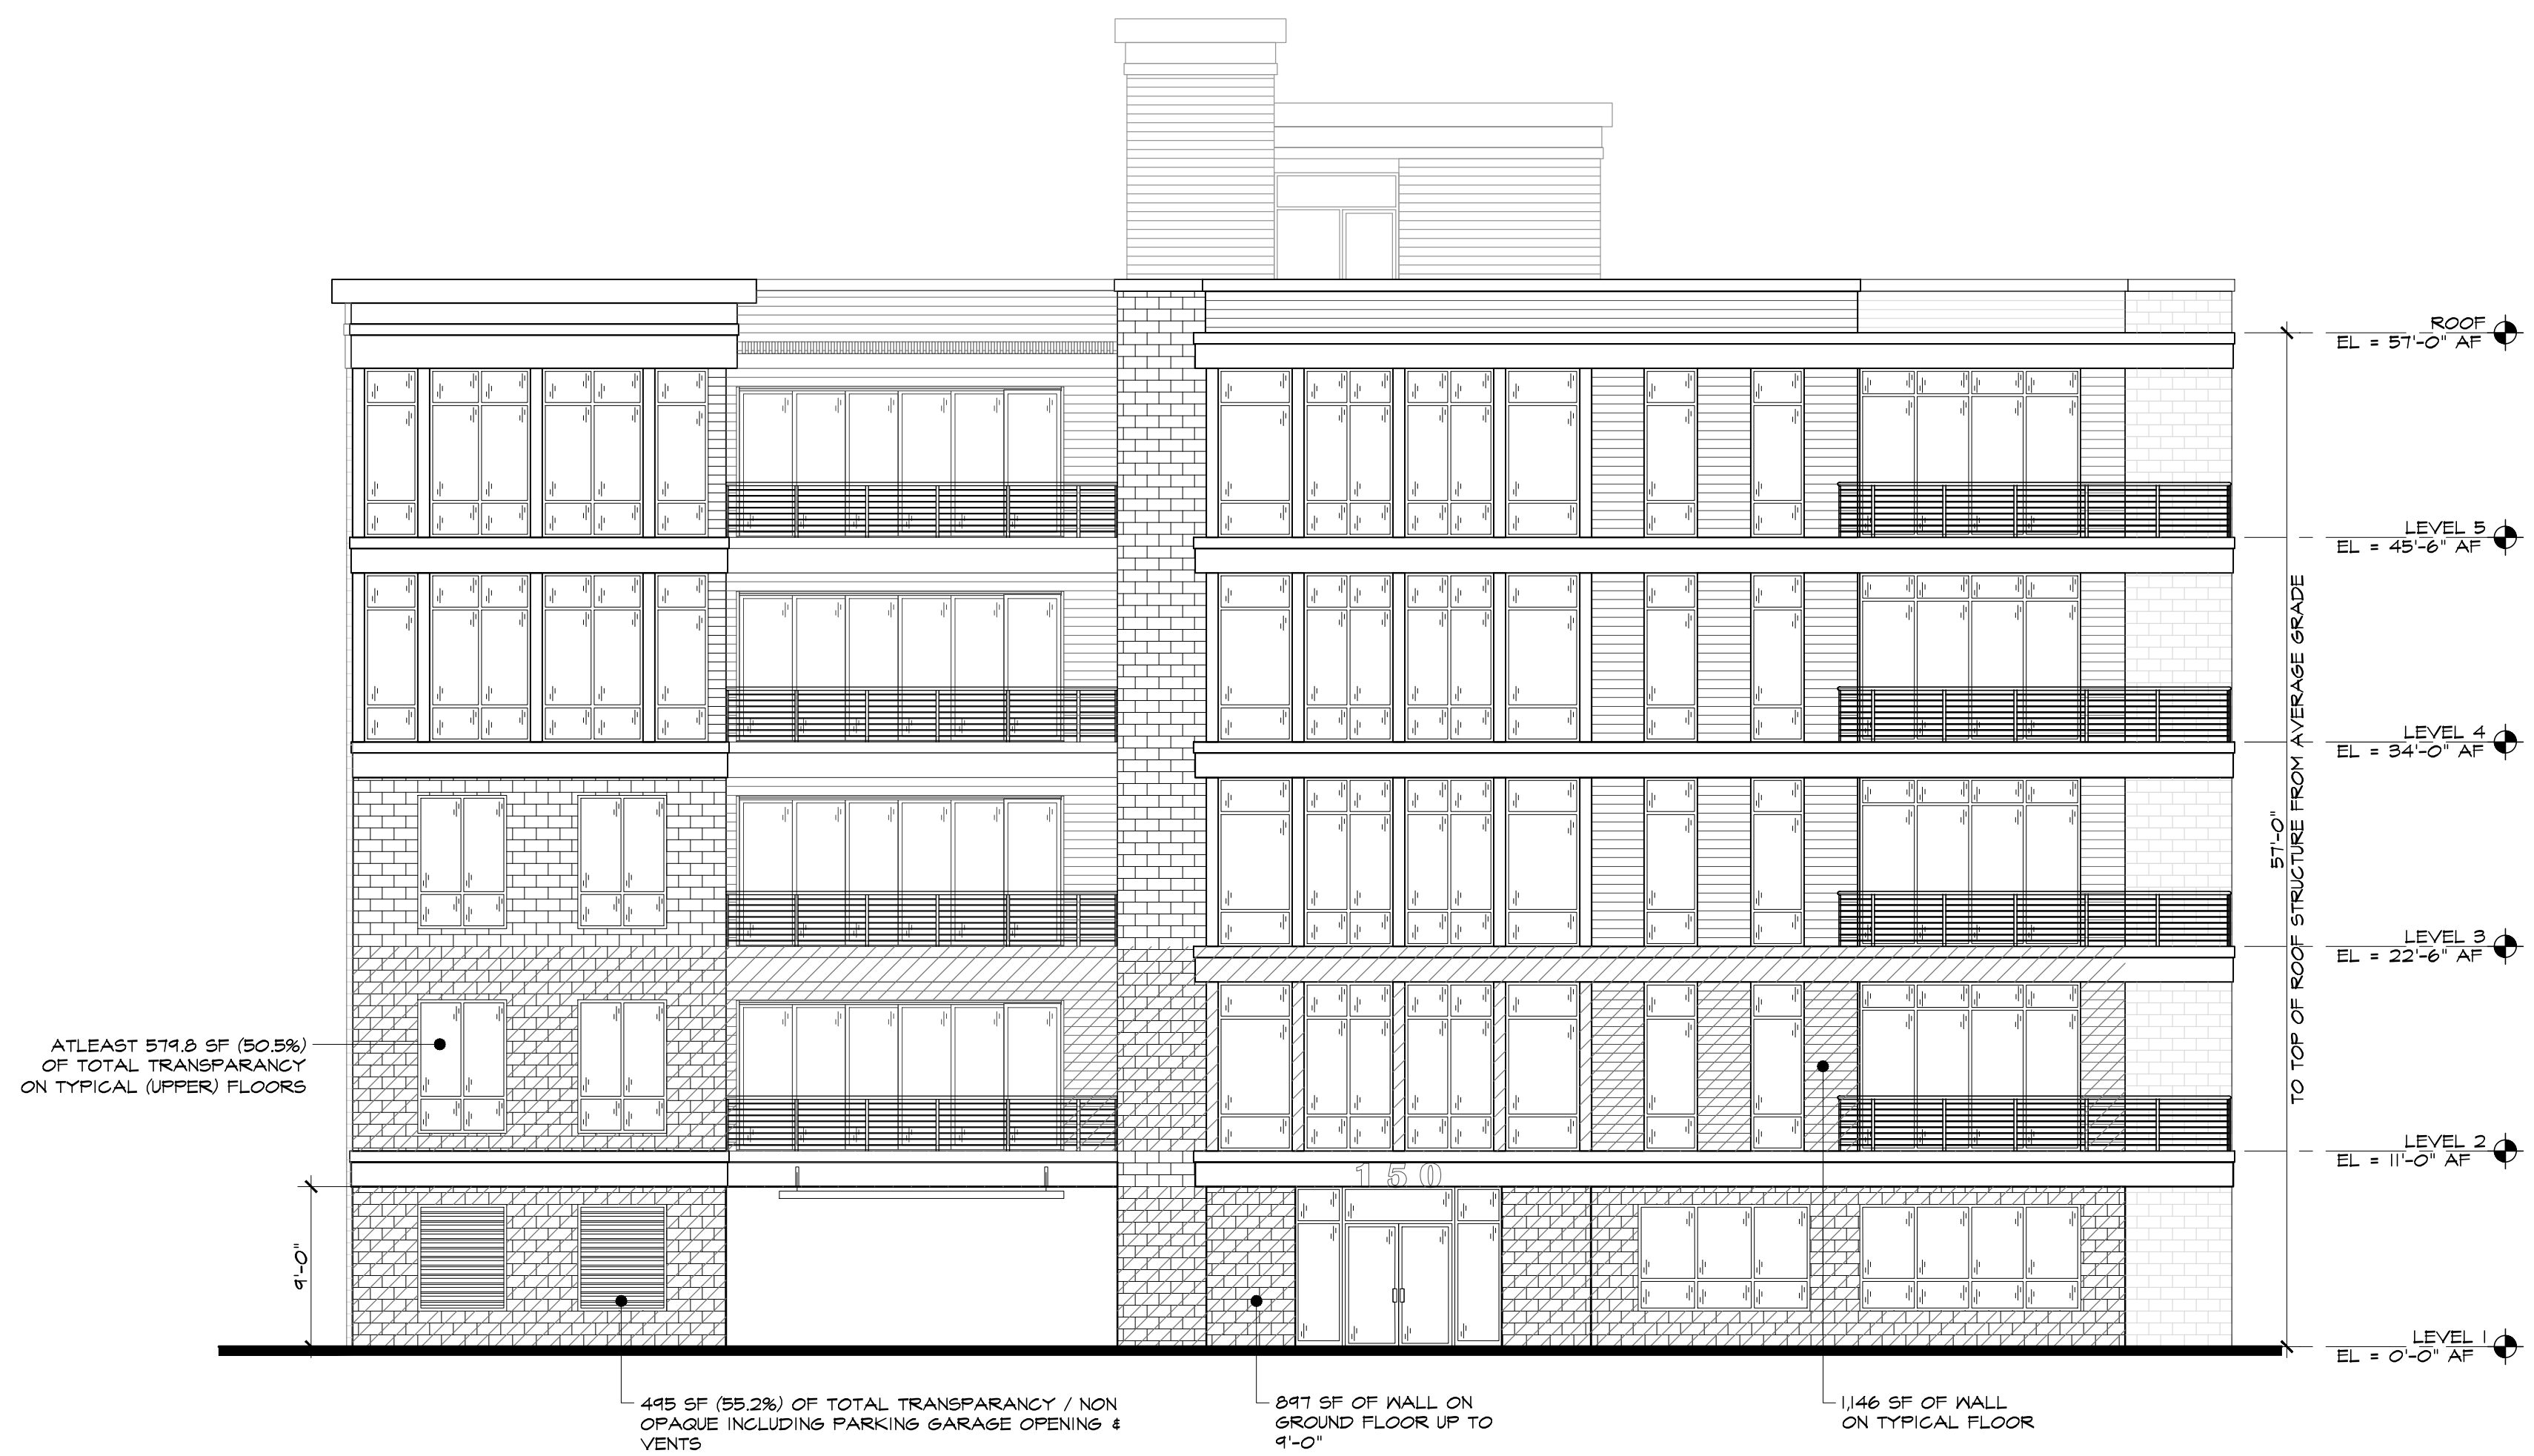 ROOF
EL = 57'-0" AF
LEVEL 5
EL = 45'-6" AF
LEVEL 4
EL = 34'-0" AF
57'-0"
TO TOP OF ROOF STRUCTURE FROM AVERAGE GRADE
LEVEL 3
EL = 22'-6" AF
ATLEAST 579.8 SF (50.5%)
OF TOTAL TRANSPARANCY
ON TYPICAL (UPPER) FLOORS
LEVEL 2
EL = 11'-0" AF
150
9'-0"
LEVEL 1
EL = 0'-0" AF
495 SF (55.2%) OF TOTAL TRANSPARANCY / NON
OPAQUE INCLUDING PARKING GARAGE OPENING &
VENTS
897 SF OF WALL ON
GROUND FLOOR UP TO
9'-0"
1,146 SF OF WALL
ON TYPICAL FLOOR